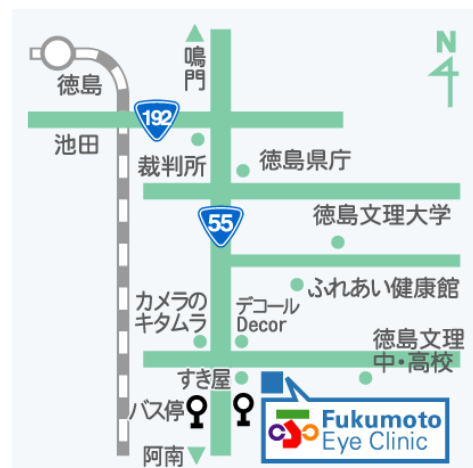 N
鳴門
徳島
192
池田
裁判所
徳島県庁
徳島文理大学
55
ふれあい健康館
カメラの
キタムラ
デコール
Decor
徳島文理
中・高校
すき屋
バス停
Fukumoto
Eye Clinic
阿南